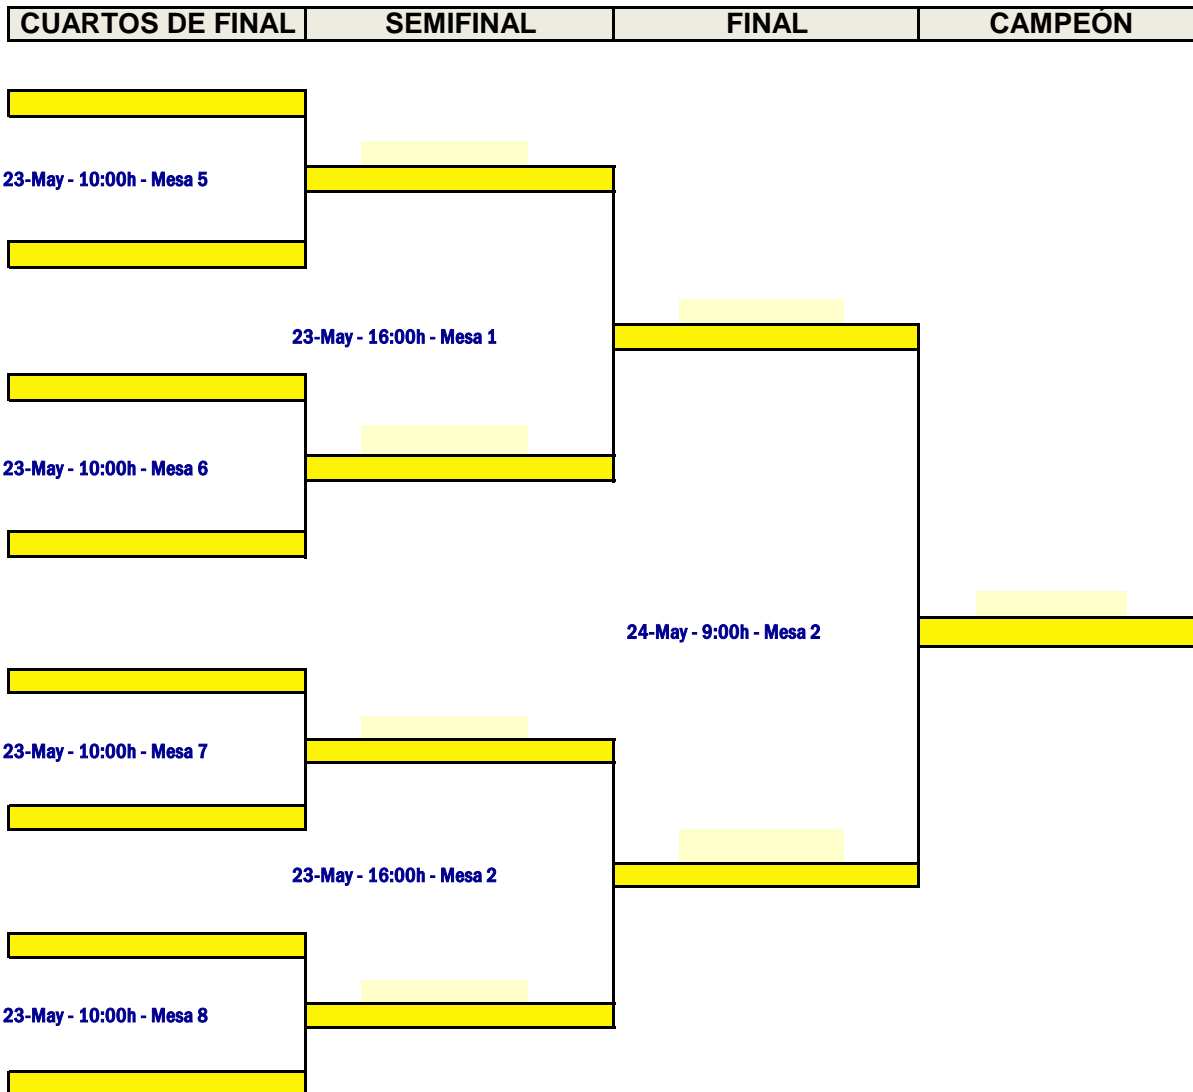 CUARTOS DE FINAL SEMIFINAL FINAL CAMPEÓN
23-May - 10:00h - Mesa 5
23-May - 16:00h - Mesa 1
23-May - 10:00h - Mesa 6
24-May - 9:00h - Mesa 2
23-May - 10:00h - Mesa 7
23-May - 16:00h - Mesa 2
23-May - 10:00h - Mesa 8